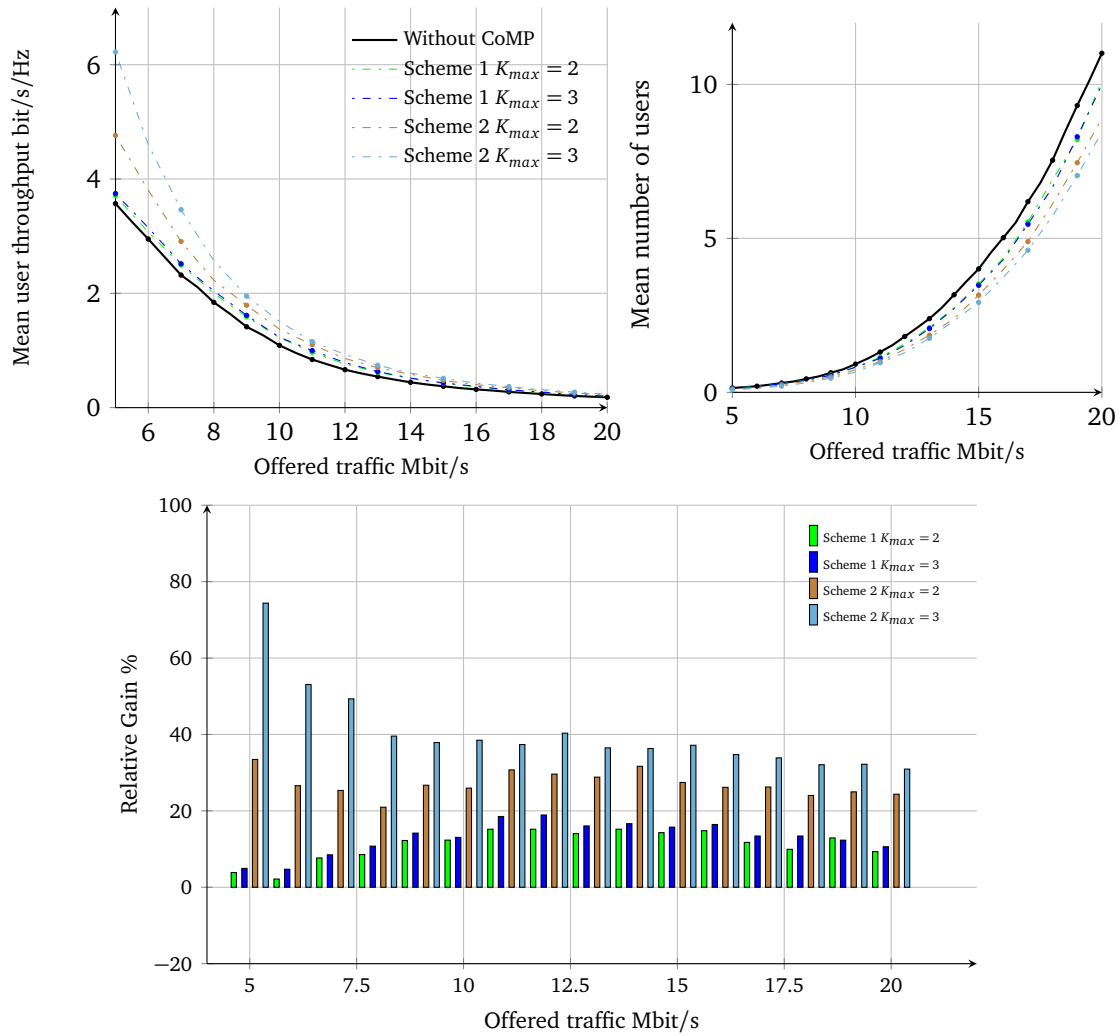 Mean user throughput bit/s/Hz
6
4
2
0
6 8 10 12 14 16 18 20
Offered traffic Mbit/s
Without CoMP
Scheme 1 K_max = 2
Scheme 1 K_max = 3
Scheme 2 K_max = 2
Scheme 2 K_max = 3
Mean number of users
10
5
0
5 10 15 20
Offered traffic Mbit/s
Relative Gain %
100
80
60
40
20
0
−20
5 7.5 10 12.5 15 17.5 20
Offered traffic Mbit/s
Scheme 1 K_max = 2
Scheme 1 K_max = 3
Scheme 2 K_max = 2
Scheme 2 K_max = 3